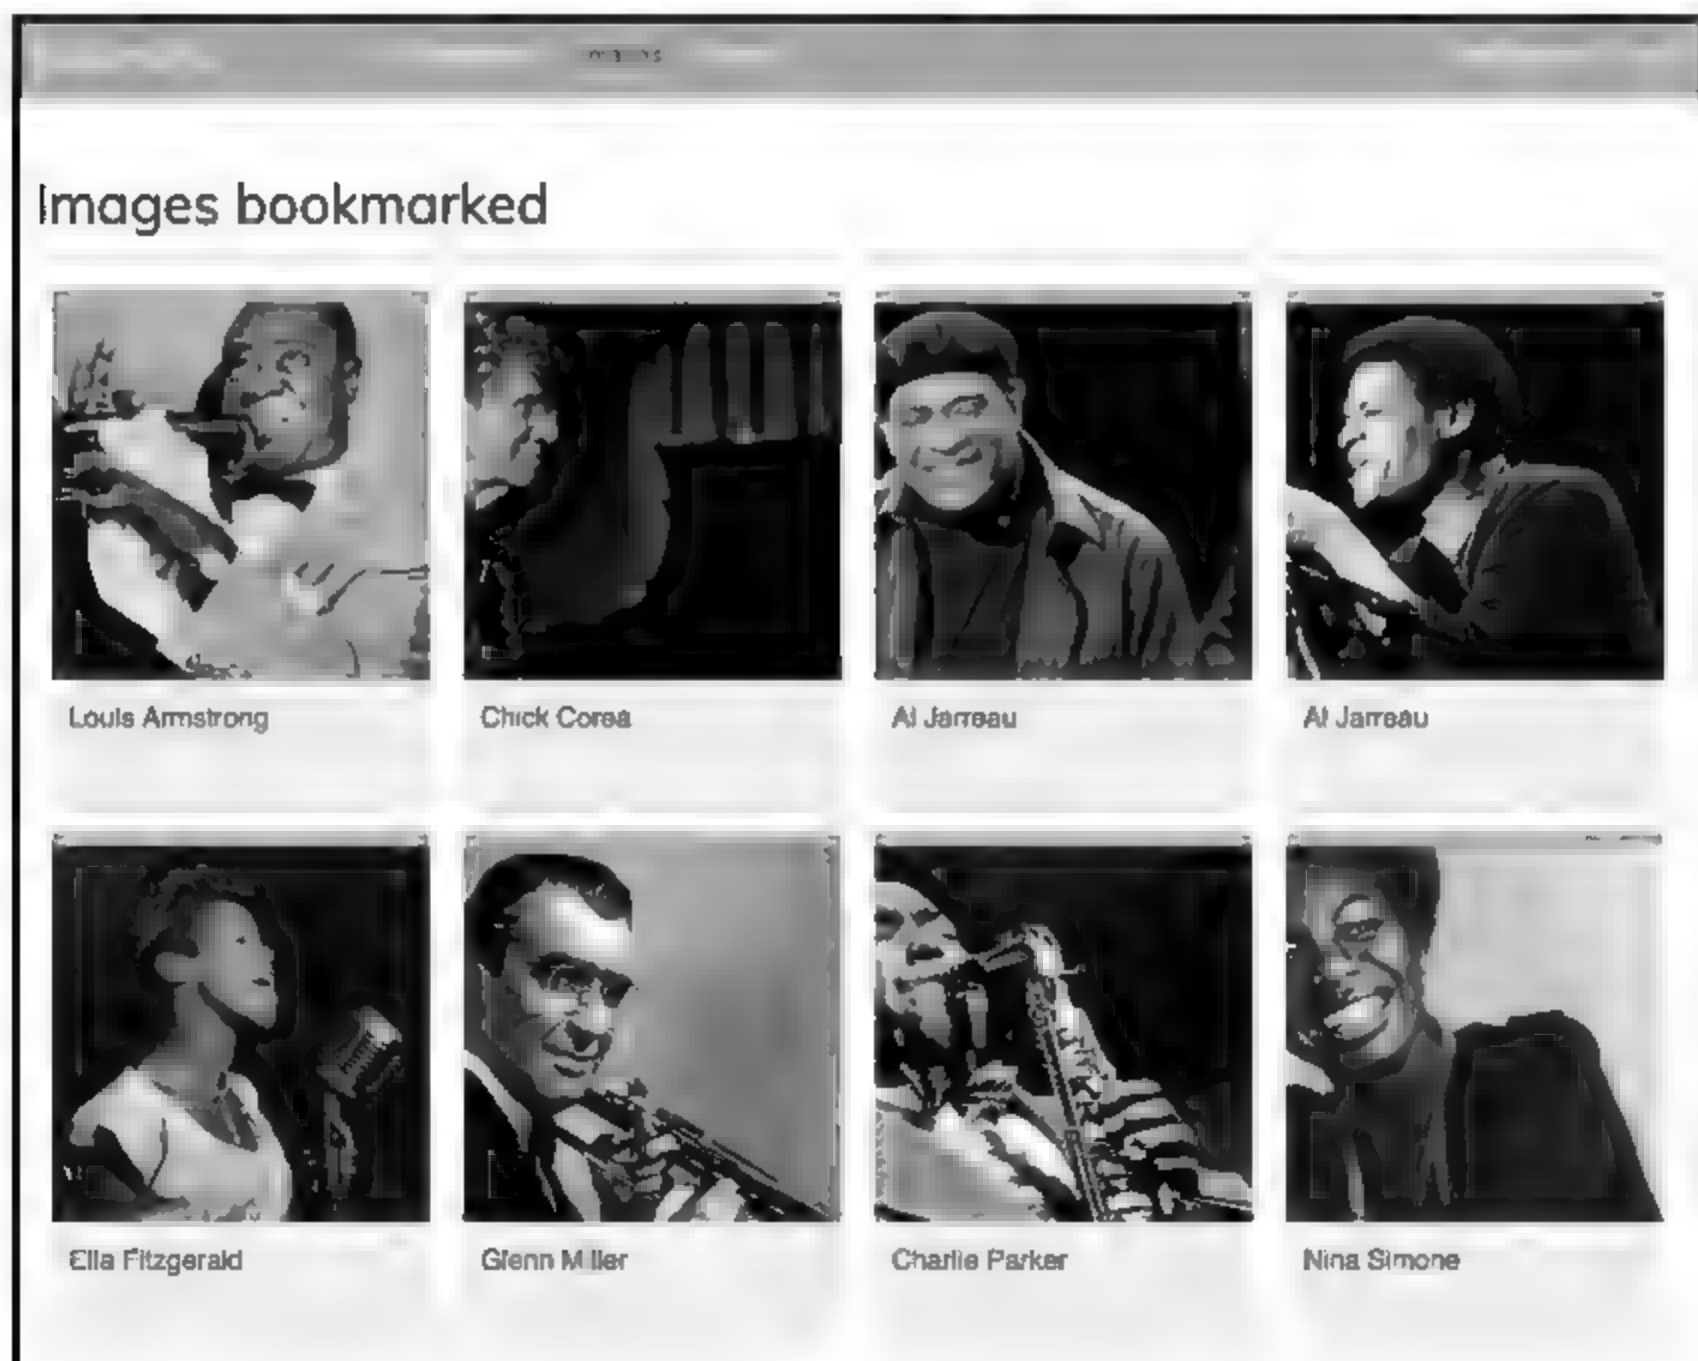 Images bookmarked
Louis Armstrong
Chick Corea
Al Jarreau
Al Jarreau
Ella Fitzgerald
Glenn Miller
Charlie Parker
Nina Simone